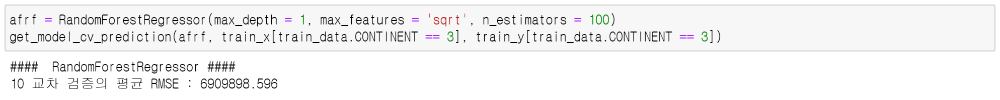 afrf = RandomForestRegressor(max_depth = 1, max_features = 'sqrt', n_estimators = 100)
get_model_cv_prediction(afrf, train_x[train_data.CONTINENT == 3], train_y[train_data.CONTINENT == 3])
####  RandomForestRegressor ####
10 교차 검증의 평균 RMSE : 6909898.596